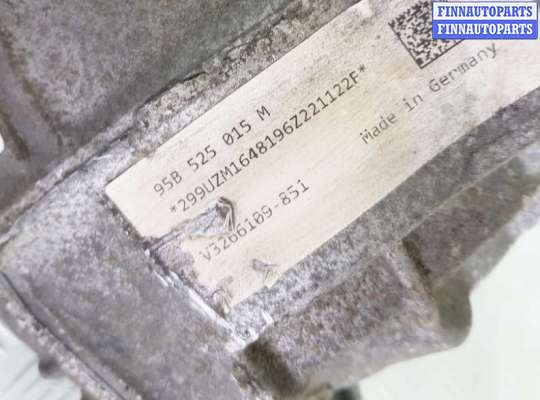 FINNAUTOPARTS
FINNAUTOPARTS
95B 525 015 M
*299UZM1648196Z221122F*
Made in Germany
V3266109-851